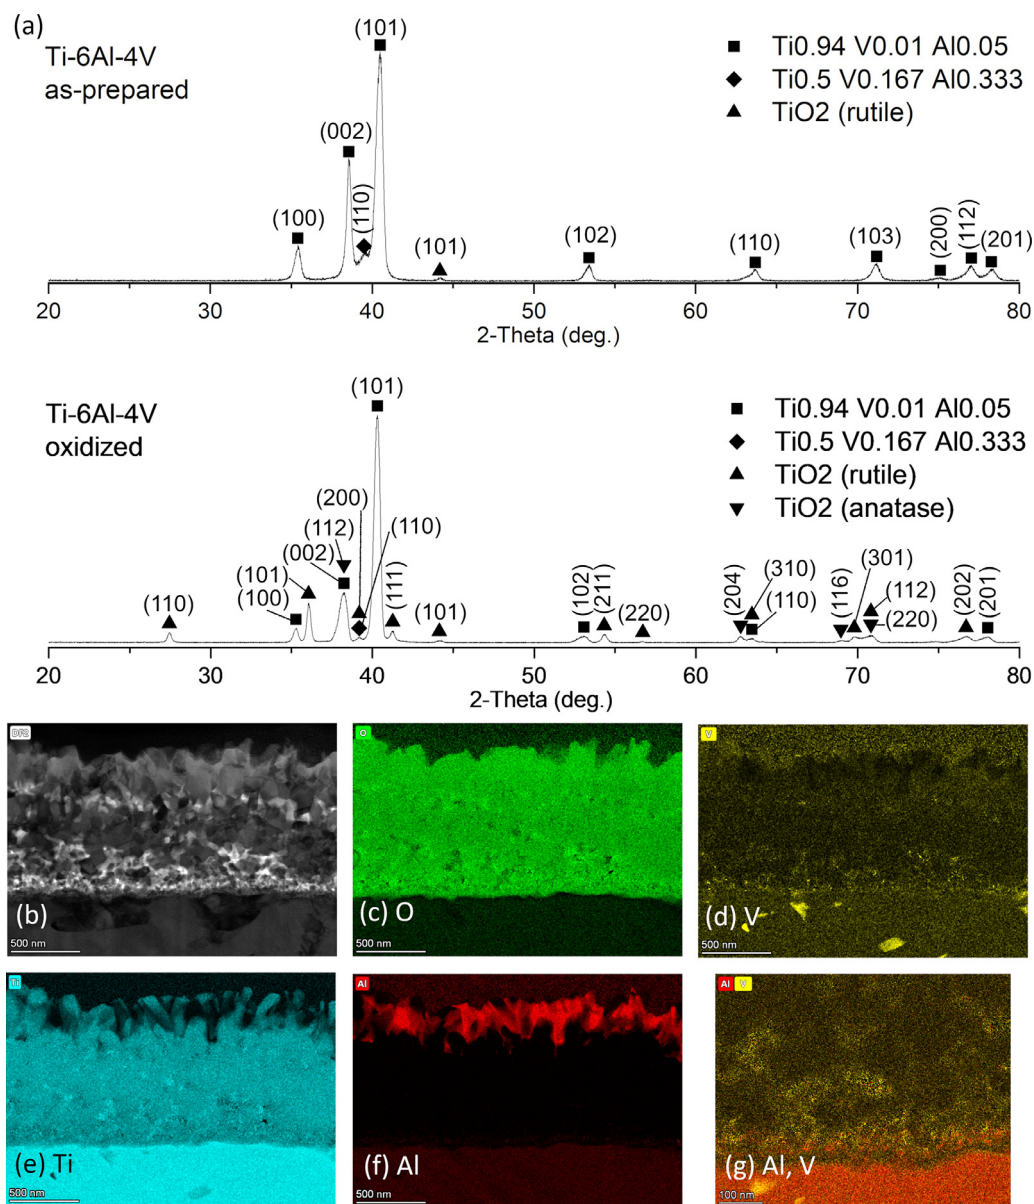 (a)
Ti-6Al-4V
as-prepared
(100)
(002)
(110)
(101)
(101)
(102)
(110)
(103)
(200)
(112)
(201)
■ Ti0.94 V0.01 Al0.05
◆ Ti0.5 V0.167 Al0.333
▲ TiO2 (rutile)
20 30 40 50 60 70 80
2-Theta (deg.)
Ti-6Al-4V
oxidized
(110)
(100)
(101)
(002)
(112)
(200)
(101)
(110)
(111)
(101)
(102)
(211)
(220)
(204)
(310)
(110)
(116)
(301)
(112)
(220)
(202)
(201)
■ Ti0.94 V0.01 Al0.05
◆ Ti0.5 V0.167 Al0.333
▲ TiO2 (rutile)
▼ TiO2 (anatase)
20 30 40 50 60 70 80
2-Theta (deg.)
DF2
(b)
500 nm
O
(c) O
500 nm
V
(d) V
500 nm
Ti
(e) Ti
500 nm
Al
(f) Al
500 nm
Al V
(g) Al, V
100 nm